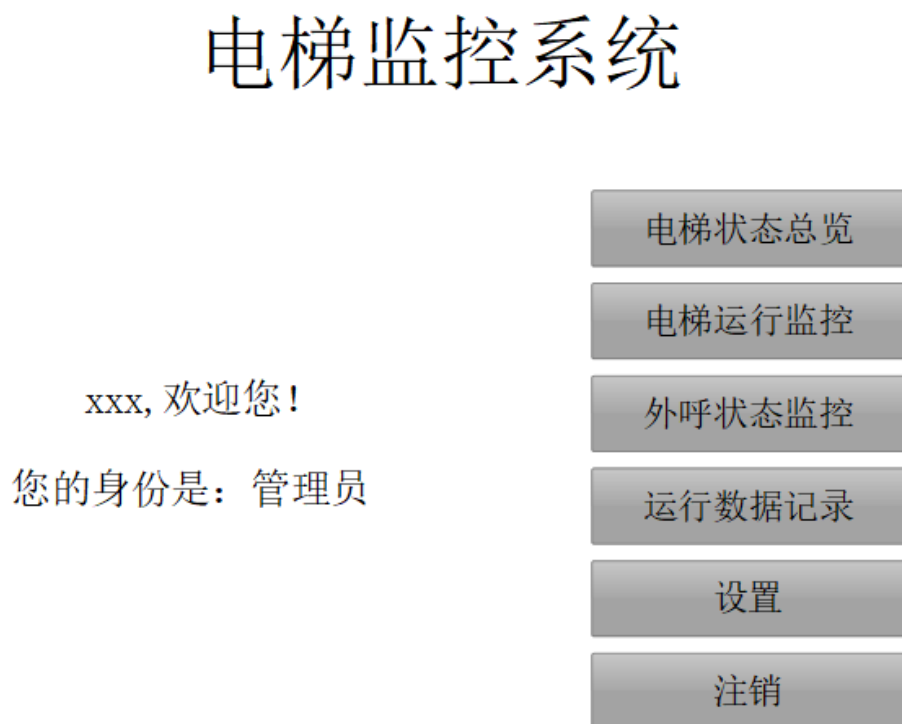 电梯监控系统
电梯状态总览
电梯运行监控
xxx,欢迎您!
外呼状态监控
您的身份是：管理员
运行数据记录
设置
注销